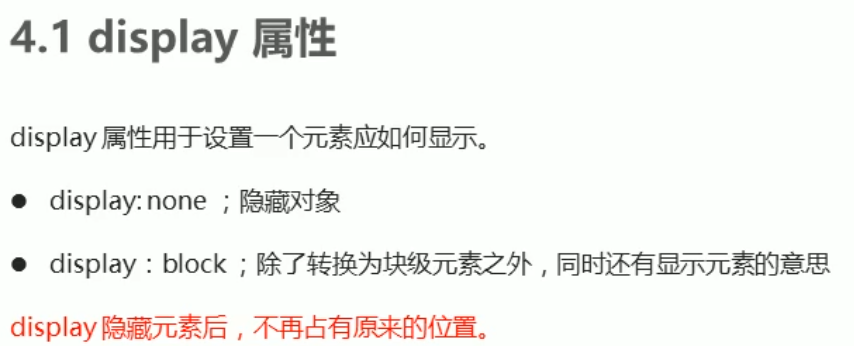 4.1 display 属性
display 属性用于设置一个元素应如何显示。
● display: none ；隐藏对象
● display：block ；除了转换为块级元素之外，同时还有显示元素的意思
display 隐藏元素后，不再占有原来的位置。